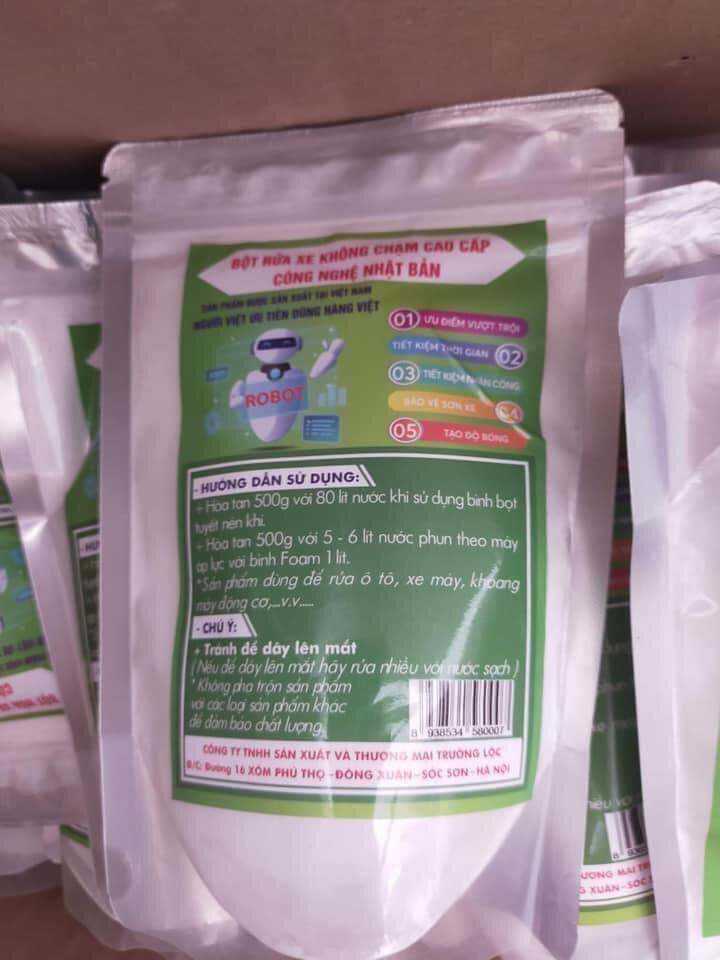 BỘT RỬA XE KHÔNG CHẠM CAO CẤP
CÔNG NGHỆ NHẬT BẢN
SẢN PHẨM ĐƯỢC SẢN XUẤT TẠI VIỆT NAM
NGƯỜI VIỆT ƯU TIÊN DÙNG HÀNG VIỆT
ROBOT
01 ƯU ĐIỂM VƯỢT TRỘI
TIẾT KIỆM THỜI GIAN 02
03 TIẾT KIỆM NHÂN CÔNG
BẢO VỆ SƠN XE 04
05 TẠO ĐỘ BÓNG
- HƯỚNG DẪN SỬ DỤNG:
+ Hòa tan 500g với 80 lít nước khi sử dụng bình bọt
tuyết nén khí.
+ Hòa tan 500g với 5 - 6 lít nước phun theo máy
áp lực với bình Foam 1 lít.
*Sản phẩm dùng để rửa ô tô, xe máy, khoang
máy động cơ,...v.v.....
- CHÚ Ý:
+ Tránh để dây lên mắt
(Nếu để dây lên mắt hãy rửa nhiều với nước sạch)
* Không pha trộn sản phẩm
với các loại sản phẩm khác
để đảm bảo chất lượng.
8 938534 580007
CÔNG TY TNHH SẢN XUẤT VÀ THƯƠNG MẠI TRƯỜNG LỘC
Đ/C: Đường 16 XÓM PHÚ THỌ -ĐÔNG XUÂN-SÓC SƠN-HÀ NỘI